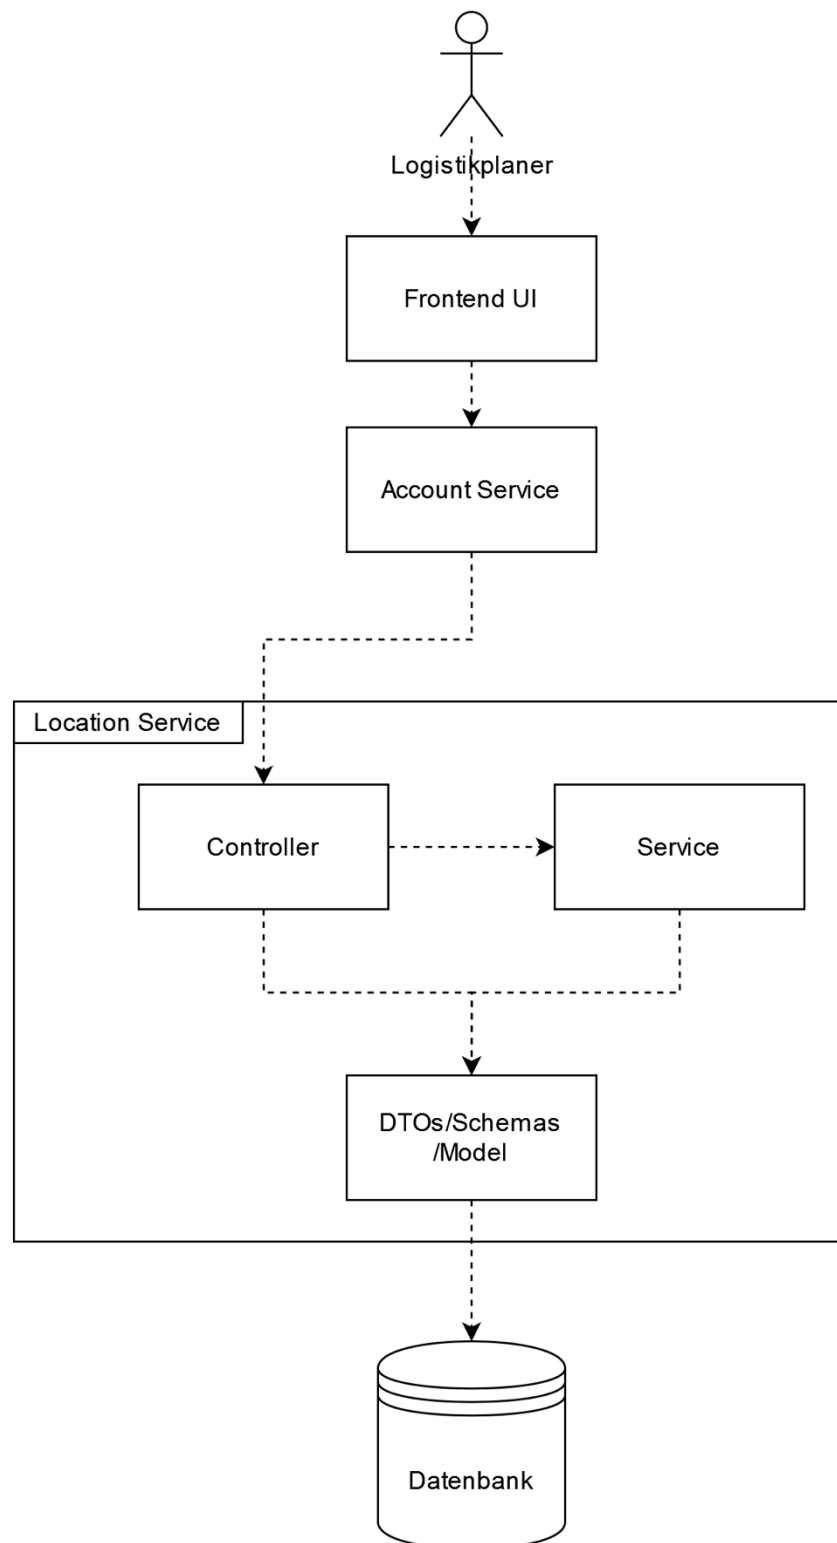 Logistikplaner
Frontend UI
Account Service
Location Service
Controller
Service
DTOs/Schemas
/Model
Datenbank